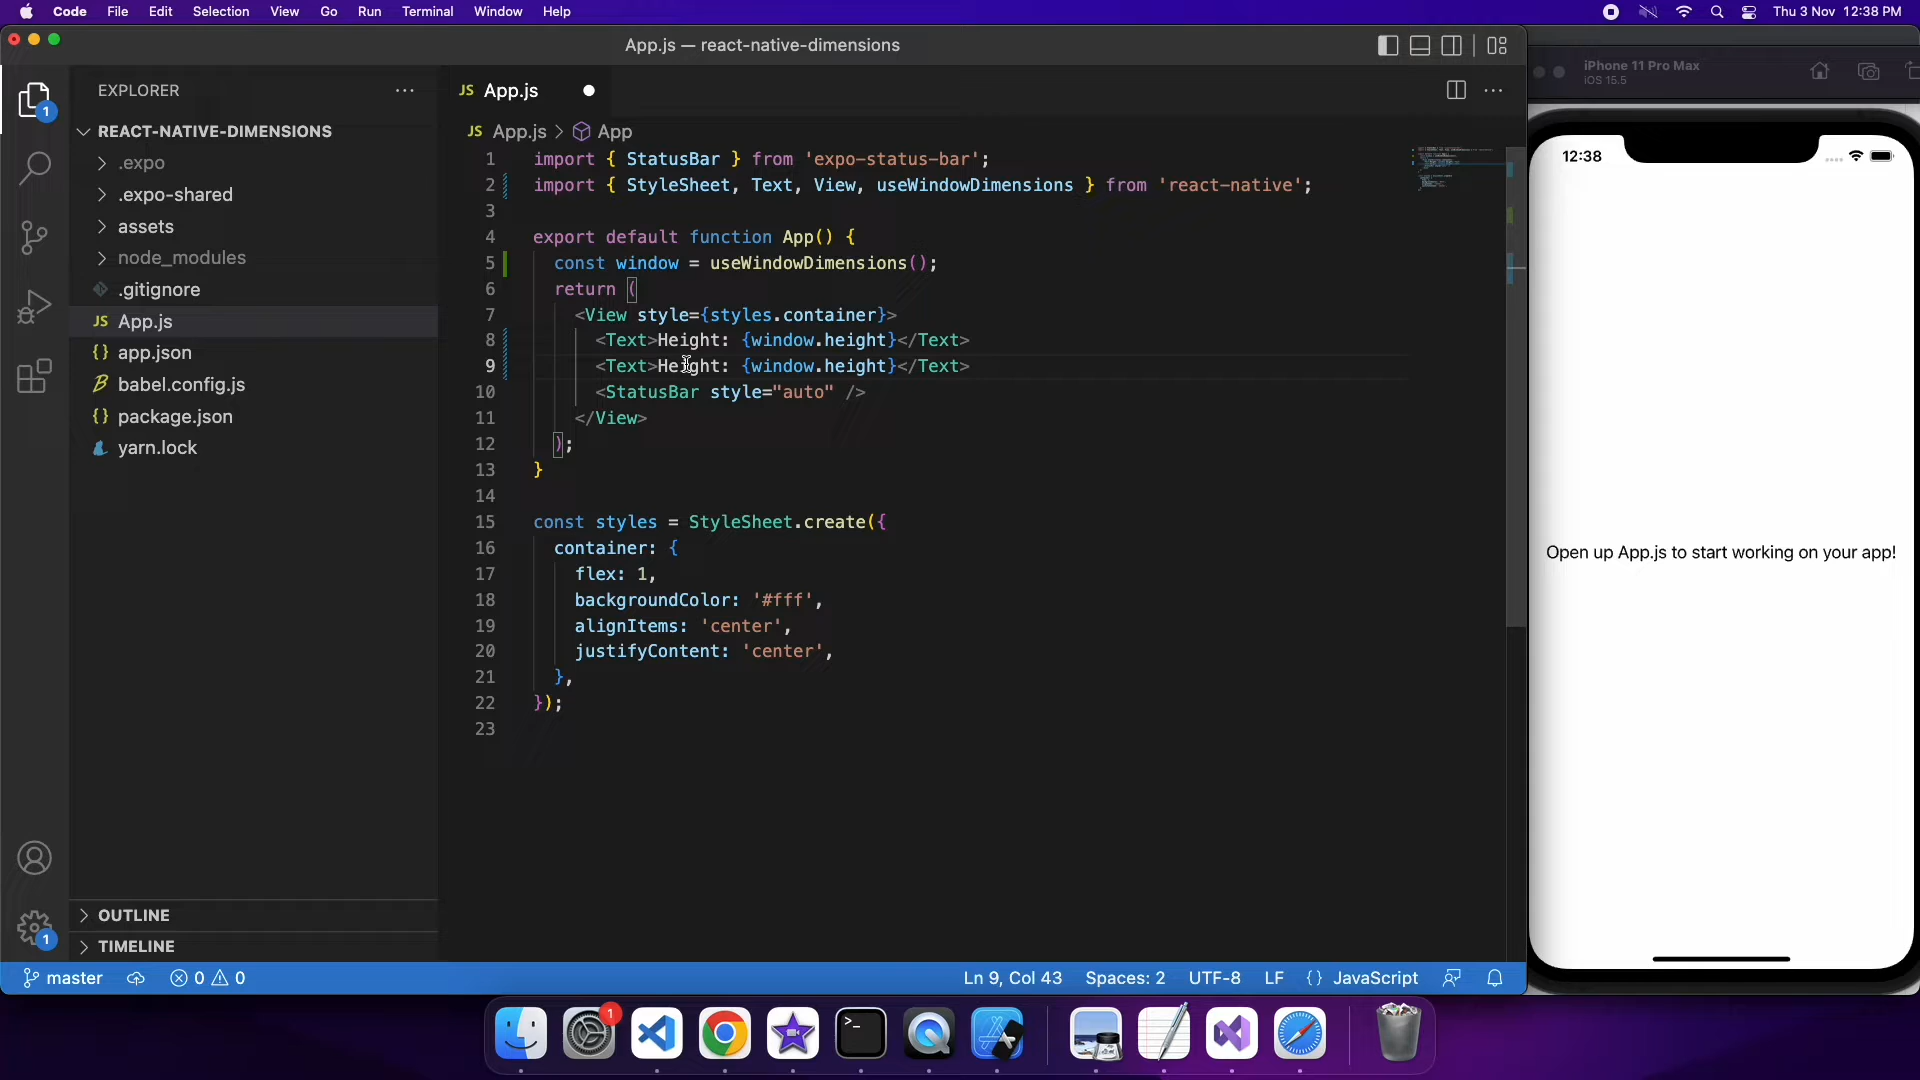 Code File Edit Selection View Go Run Terminal Window Help Thu 3 Nov 12:38 PM
App.js — react-native-dimensions
iPhone 11 Pro Max
iOS 15.5
EXPLORER
JS App.js
REACT-NATIVE-DIMENSIONS
JS App.js > App
.expo
.expo-shared
assets
node_modules
.gitignore
JS App.js
{} app.json
babel.config.js
{} package.json
yarn.lock
1 import { StatusBar } from 'expo-status-bar';
2 import { StyleSheet, Text, View, useWindowDimensions } from 'react-native';
3
4 export default function App() {
5 const window = useWindowDimensions();
6 return (
7 <View style={styles.container}>
8 <Text>Height: {window.height}</Text>
9 <Text>Height: {window.height}</Text>
10 <StatusBar style="auto" />
11 </View>
12 );
13 }
14
15 const styles = StyleSheet.create({
16 container: {
17 flex: 1,
18 backgroundColor: '#fff',
19 alignItems: 'center',
20 justifyContent: 'center',
21 },
22 });
23
12:38
Open up App.js to start working on your app!
1
1
OUTLINE
TIMELINE
master 0 0 Ln 9, Col 43 Spaces: 2 UTF-8 LF {} JavaScript
1